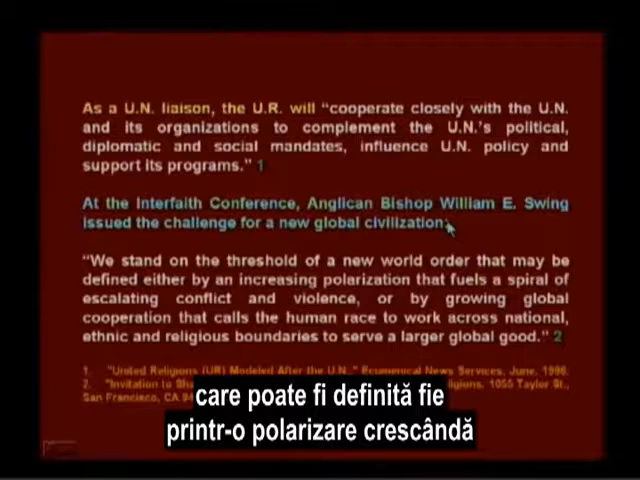 As a U.N. liaison, the U.R. will “cooperate closely with the U.N.
and its organizations to complement the U.N.'s political,
diplomatic and social mandates, influence U.N. policy and
support its programs.” 1
At the Interfaith Conference, Anglican Bishop William E. Swing
issued the challenge for a new global civilization:
“We stand on the threshold of a new world order that may be
defined either by an increasing polarization that fuels a spiral of
escalating conflict and violence, or by growing global
cooperation that calls the human race to work across national,
ethnic and religious boundaries to serve a larger global good.” 2
1. "United Religions (UR) Modeled After the U.N.," Ecumenical News Services, June, 1996.
2. "Invitation to Sha ligions. 1055 Taylor St.,
San Francisco, CA 94
care poate fi definită fie
printr-o polarizare crescândă